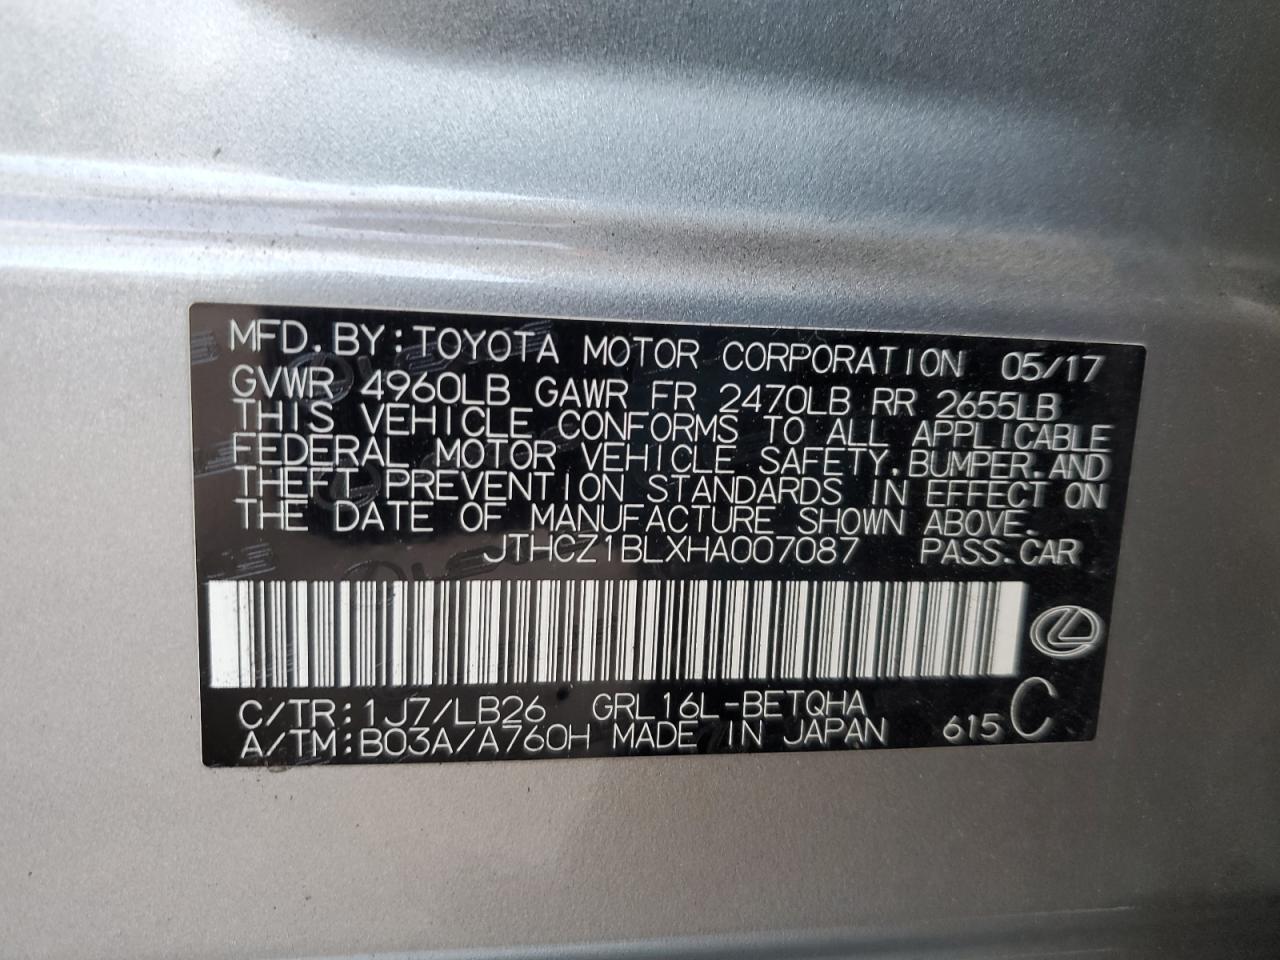 MFD. BY: TOYOTA MOTOR CORPORATION 05/17
GVWR 4960LB GAWR FR 2470LB RR 2655LB
THIS VEHICLE CONFORMS TO ALL APPLICABLE
FEDERAL MOTOR VEHICLE SAFETY, BUMPER, AND
THEFT PREVENTION STANDARDS IN EFFECT ON
THE DATE OF MANUFACTURE SHOWN ABOVE.
JTHCZ1BLXHA007087 PASS. CAR
C/TR: 1J7/LB26 GRL16L-BETQHA
A/TM: B03A/A760H MADE IN JAPAN 615 C